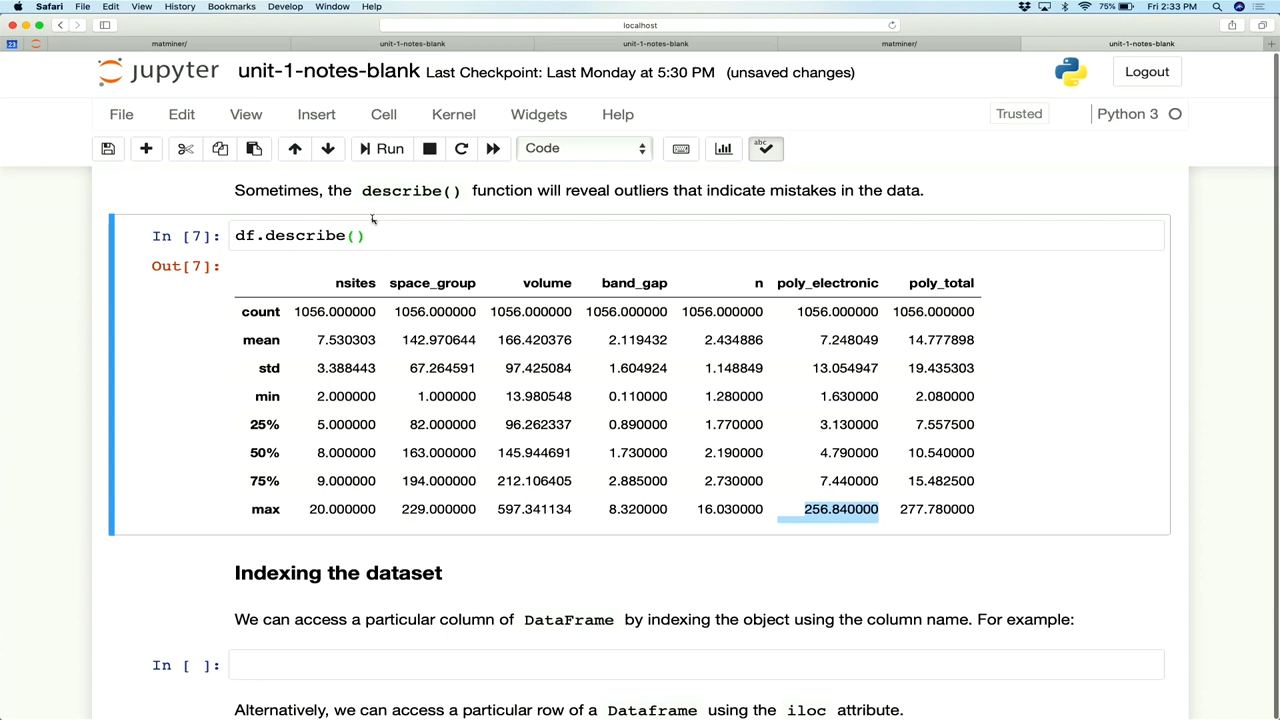 Safari File Edit View History Bookmarks Develop Window Help 75% Fri 2:33 PM
localhost
23 matminer/ unit-1-notes-blank unit-1-notes-blank matminer/ unit-1-notes-blank
jupyter unit-1-notes-blank Last Checkpoint: Last Monday at 5:30 PM (unsaved changes) Logout
File Edit View Insert Cell Kernel Widgets Help Trusted Python 3
Run Code abc
Sometimes, the describe() function will reveal outliers that indicate mistakes in the data.
In [7]: df.describe()
Out[7]:
nsites space_group volume band_gap n poly_electronic poly_total
count 1056.000000 1056.000000 1056.000000 1056.000000 1056.000000 1056.000000 1056.000000
mean 7.530303 142.970644 166.420376 2.119432 2.434886 7.248049 14.777898
std 3.388443 67.264591 97.425084 1.604924 1.148849 13.054947 19.435303
min 2.000000 1.000000 13.980548 0.110000 1.280000 1.630000 2.080000
25% 5.000000 82.000000 96.262337 0.890000 1.770000 3.130000 7.557500
50% 8.000000 163.000000 145.944691 1.730000 2.190000 4.790000 10.540000
75% 9.000000 194.000000 212.106405 2.885000 2.730000 7.440000 15.482500
max 20.000000 229.000000 597.341134 8.320000 16.030000 256.840000 277.780000
Indexing the dataset
We can access a particular column of DataFrame by indexing the object using the column name. For example:
In [ ]:
Alternatively, we can access a particular row of a Dataframe using the iloc attribute.